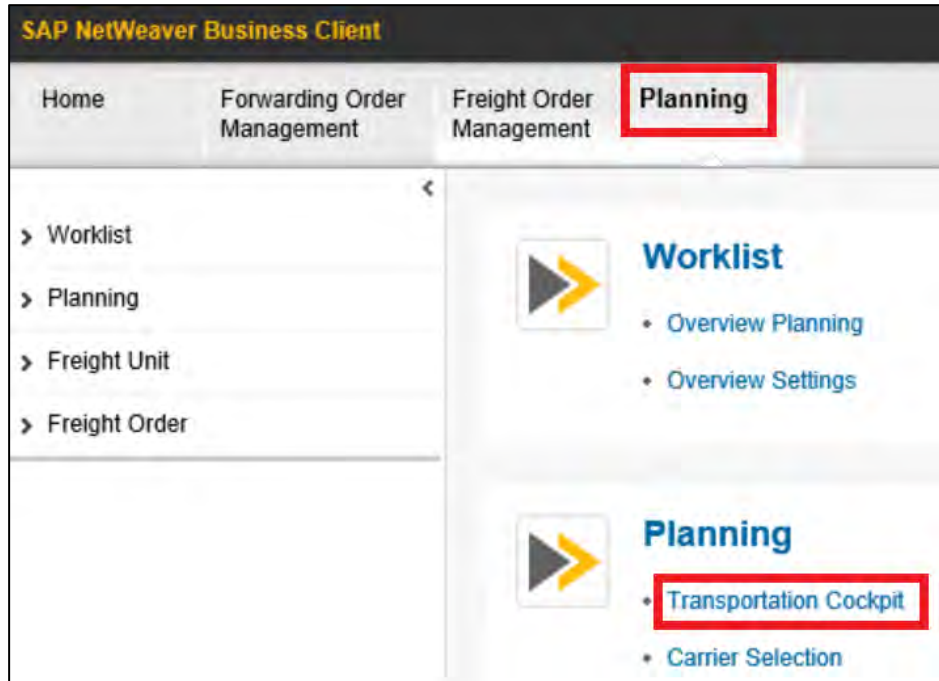 SAP NetWeaver Business Client
Home
Forwarding Order
Management
Freight Order
Management
Planning
Worklist
Planning
Freight Unit
Freight Order
Worklist
Overview Planning
Overview Settings
Planning
Transportation Cockpit
Carrier Selection